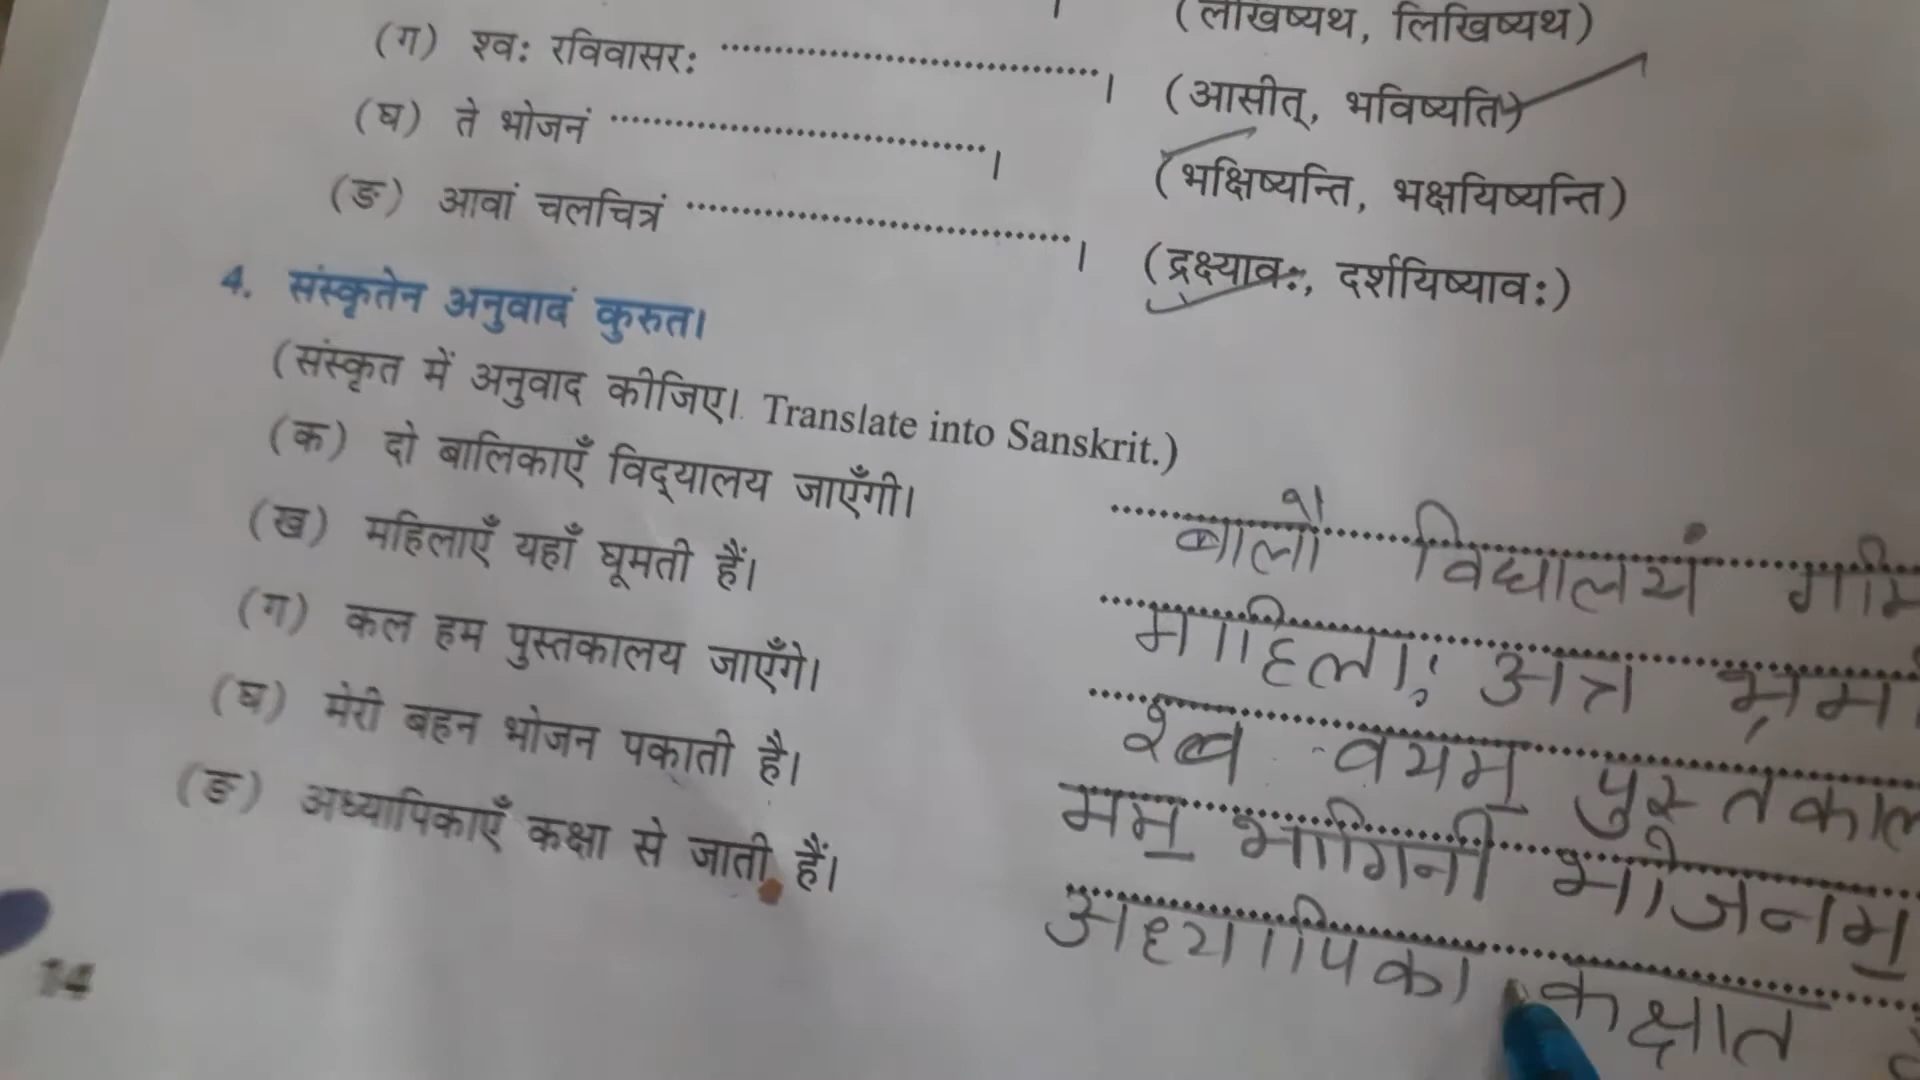 (लेखिष्यथ, लिखिष्यथ)
(ग) श्व: रविवासर: .................................। (आसीत्, भविष्यति)
(घ) ते भोजनं .................................। (भक्षिष्यन्ति, भक्षयिष्यन्ति)
(ङ) आवां चलचित्रं .................................। (द्रक्ष्याव:, दर्शयिष्याव:)
4. संस्कृतेन अनुवादं कुरुत।
(संस्कृत में अनुवाद कीजिए। Translate into Sanskrit.)
(क) दो बालिकाएँ विद्यालय जाएँगी। विद्यालयं
(ख) महिलाएँ यहाँ घूमती हैं। महिला: अत्र
(ग) कल हम पुस्तकालय जाएँगे। श्व वयम्
(घ) मेरी बहन भोजन पकाती है। मम् भगिनी भोजनम्
(ङ) अध्यापिकाएँ कक्षा से जाती हैं। अध्यापिका कक्षात
14